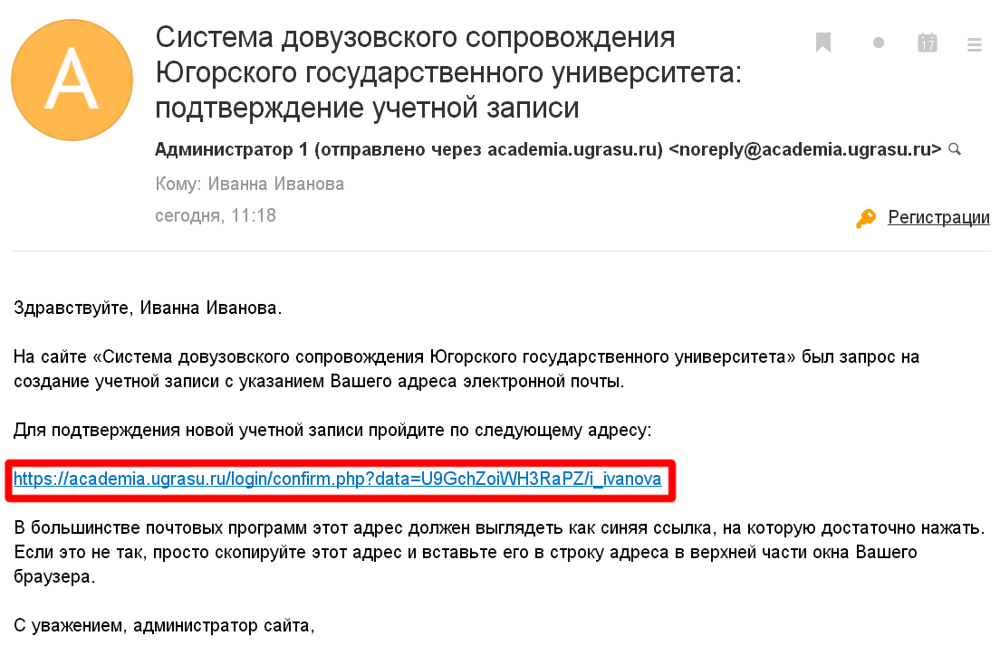 А
Система довузовского сопровождения
Югорского государственного университета:
подтверждение учетной записи
17
Администратор 1 (отправлено через academia.ugrasu.ru) <noreply@academia.ugrasu.ru>
Кому: Иванна Иванова
сегодня, 11:18
Регистрации
Здравствуйте, Иванна Иванова.
На сайте «Система довузовского сопровождения Югорского государственного университета» был запрос на
создание учетной записи с указанием Вашего адреса электронной почты.
Для подтверждения новой учетной записи пройдите по следующему адресу:
https://academia.ugrasu.ru/login/confirm.php?data=U9GchZoiWH3RaPZ/i_ivanova
В большинстве почтовых программ этот адрес должен выглядеть как синяя ссылка, на которую достаточно нажать.
Если это не так, просто скопируйте этот адрес и вставьте его в строку адреса в верхней части окна Вашего
браузера.
С уважением, администратор сайта,